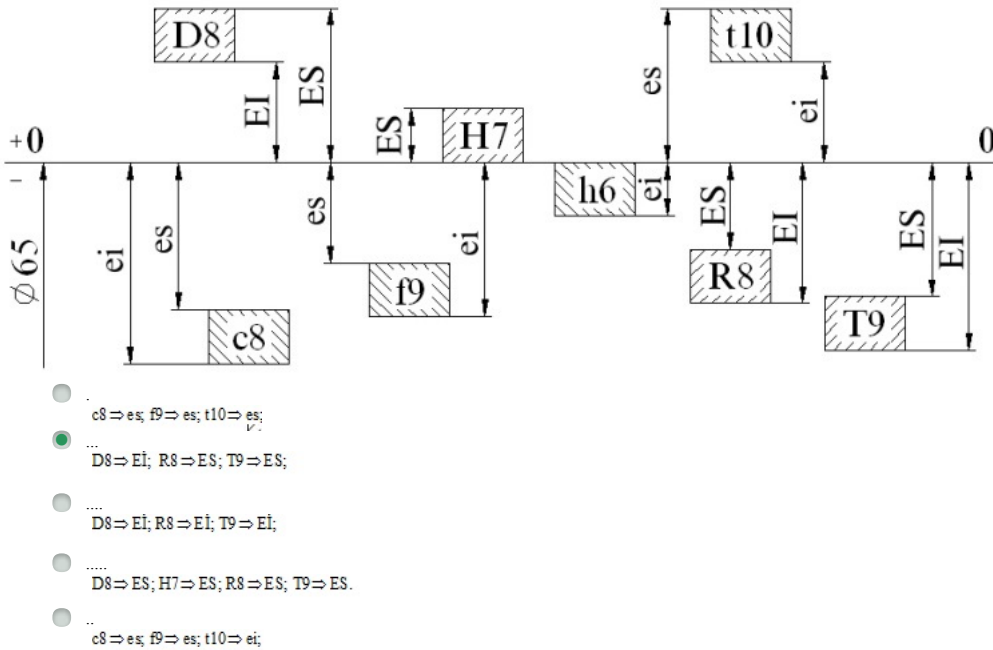 D8
t10
EI
ES
es
ei
ES
H7
+0
0
−
h6
ei
ei
es
es
ei
ES
EI
ES
EI
Ø65
f9
R8
c8
T9
.
c8⇒es; f9⇒es; t10⇒es;
...
D8⇒Eİ; R8⇒ES; T9⇒ES;
....
D8⇒Eİ; R8⇒Eİ; T9⇒Eİ;
.....
D8⇒ES; H7⇒ES; R8⇒ES; T9⇒ES.
..
c8⇒es; f9⇒es; t10⇒ei;